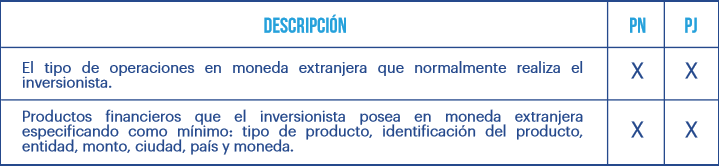 DESCRIPCIÓN PN PJ
El tipo de operaciones en moneda extranjera que normalmente realiza el X X
inversionista.
Productos financieros que el inversionista posea en moneda extranjera
especificando como mínimo: tipo de producto, identificación del producto, X X
entidad, monto, ciudad, país y moneda.